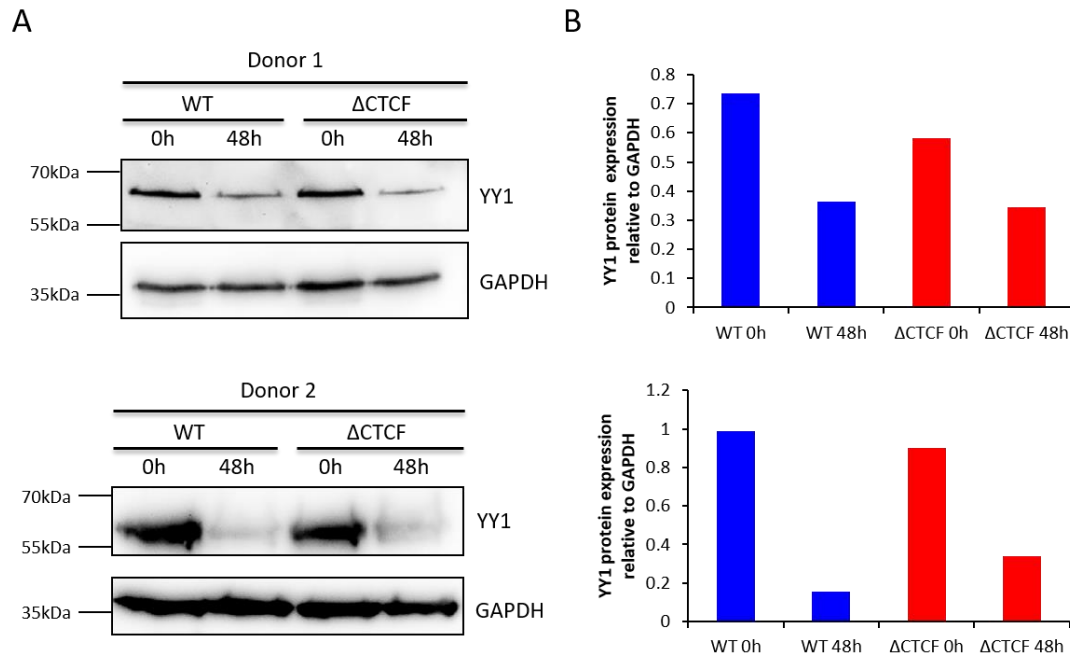 A
Donor 1
WT ΔCTCF
0h 48h 0h 48h
70kDa
YY1
55kDa
GAPDH
35kDa
Donor 2
WT ΔCTCF
0h 48h 0h 48h
70kDa
YY1
55kDa
35kDa
GAPDH
B
YY1 protein expression
relative to GAPDH
0.8
0.7
0.6
0.5
0.4
0.3
0.2
0.1
0
WT 0h WT 48h ΔCTCF 0h ΔCTCF 48h
YY1 protein expression
relative to GAPDH
1.2
1
0.8
0.6
0.4
0.2
0
WT 0h WT 48h ΔCTCF 0h ΔCTCF 48h